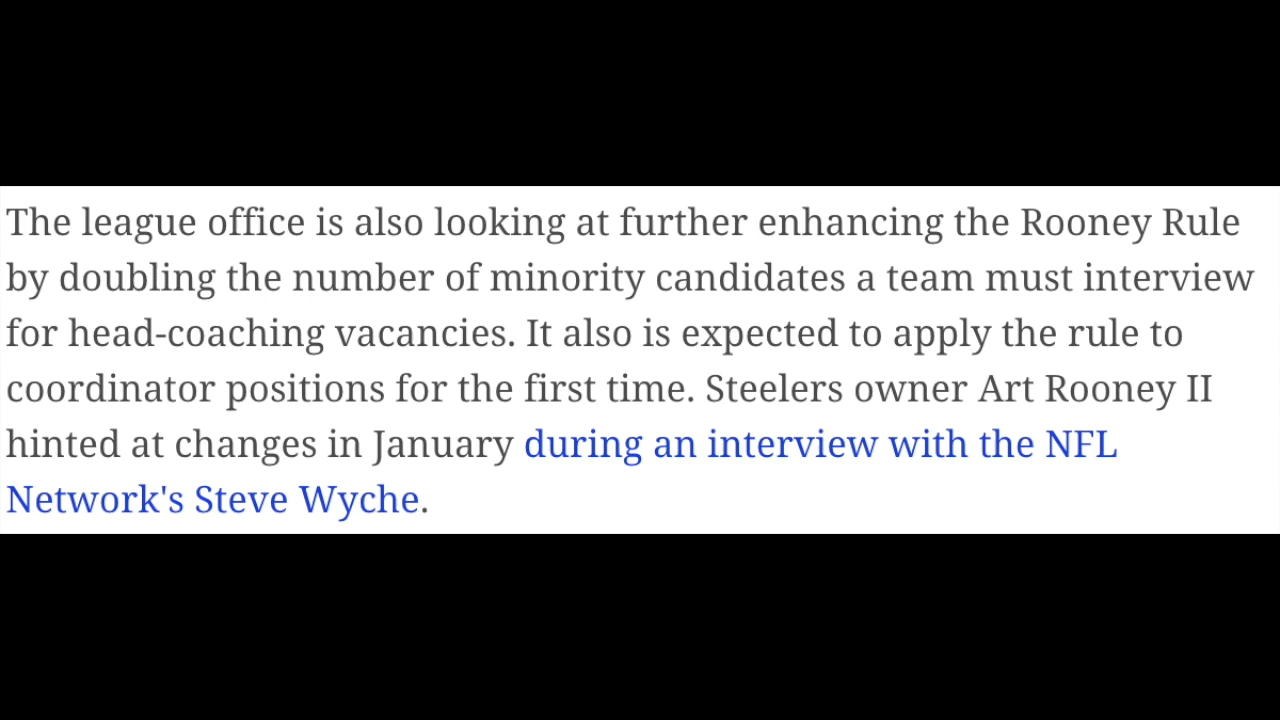 The league office is also looking at further enhancing the Rooney Rule
by doubling the number of minority candidates a team must interview
for head-coaching vacancies. It also is expected to apply the rule to
coordinator positions for the first time. Steelers owner Art Rooney II
hinted at changes in January during an interview with the NFL
Network's Steve Wyche.